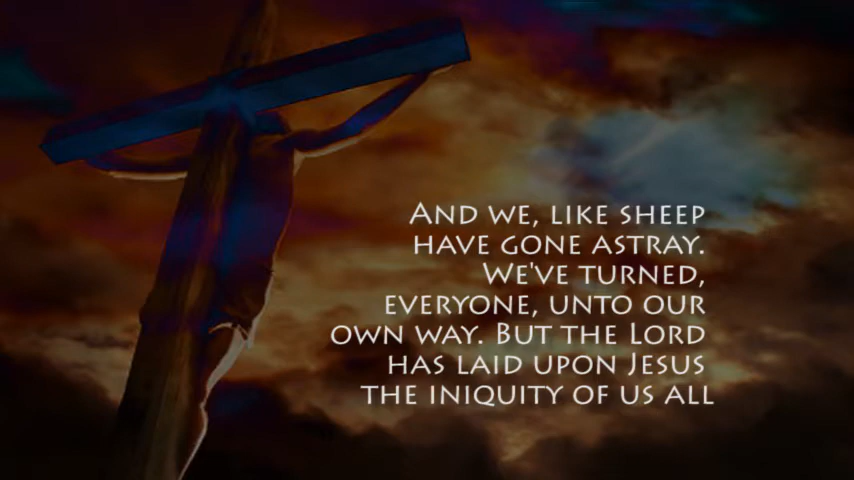 And we, like sheep
have gone astray.
We've turned,
everyone, unto our
own way. But the Lord
has laid upon Jesus
the iniquity of us all